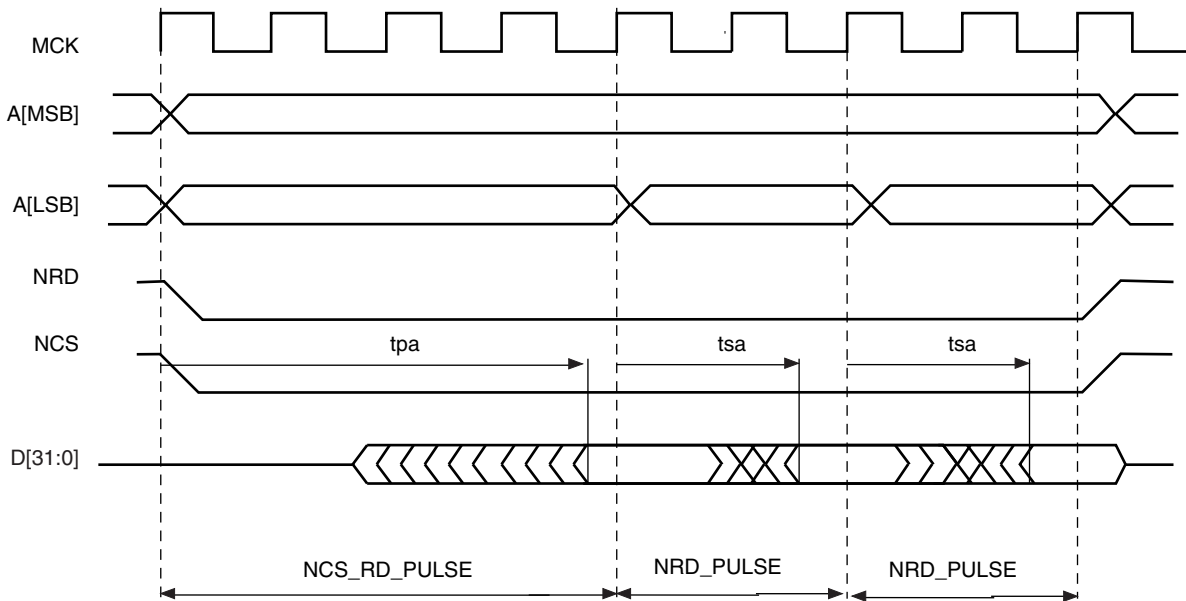 MCK
A[MSB]
A[LSB]
NRD
NCS
tpa
tsa
tsa
D[31:0]
NCS_RD_PULSE
NRD_PULSE
NRD_PULSE